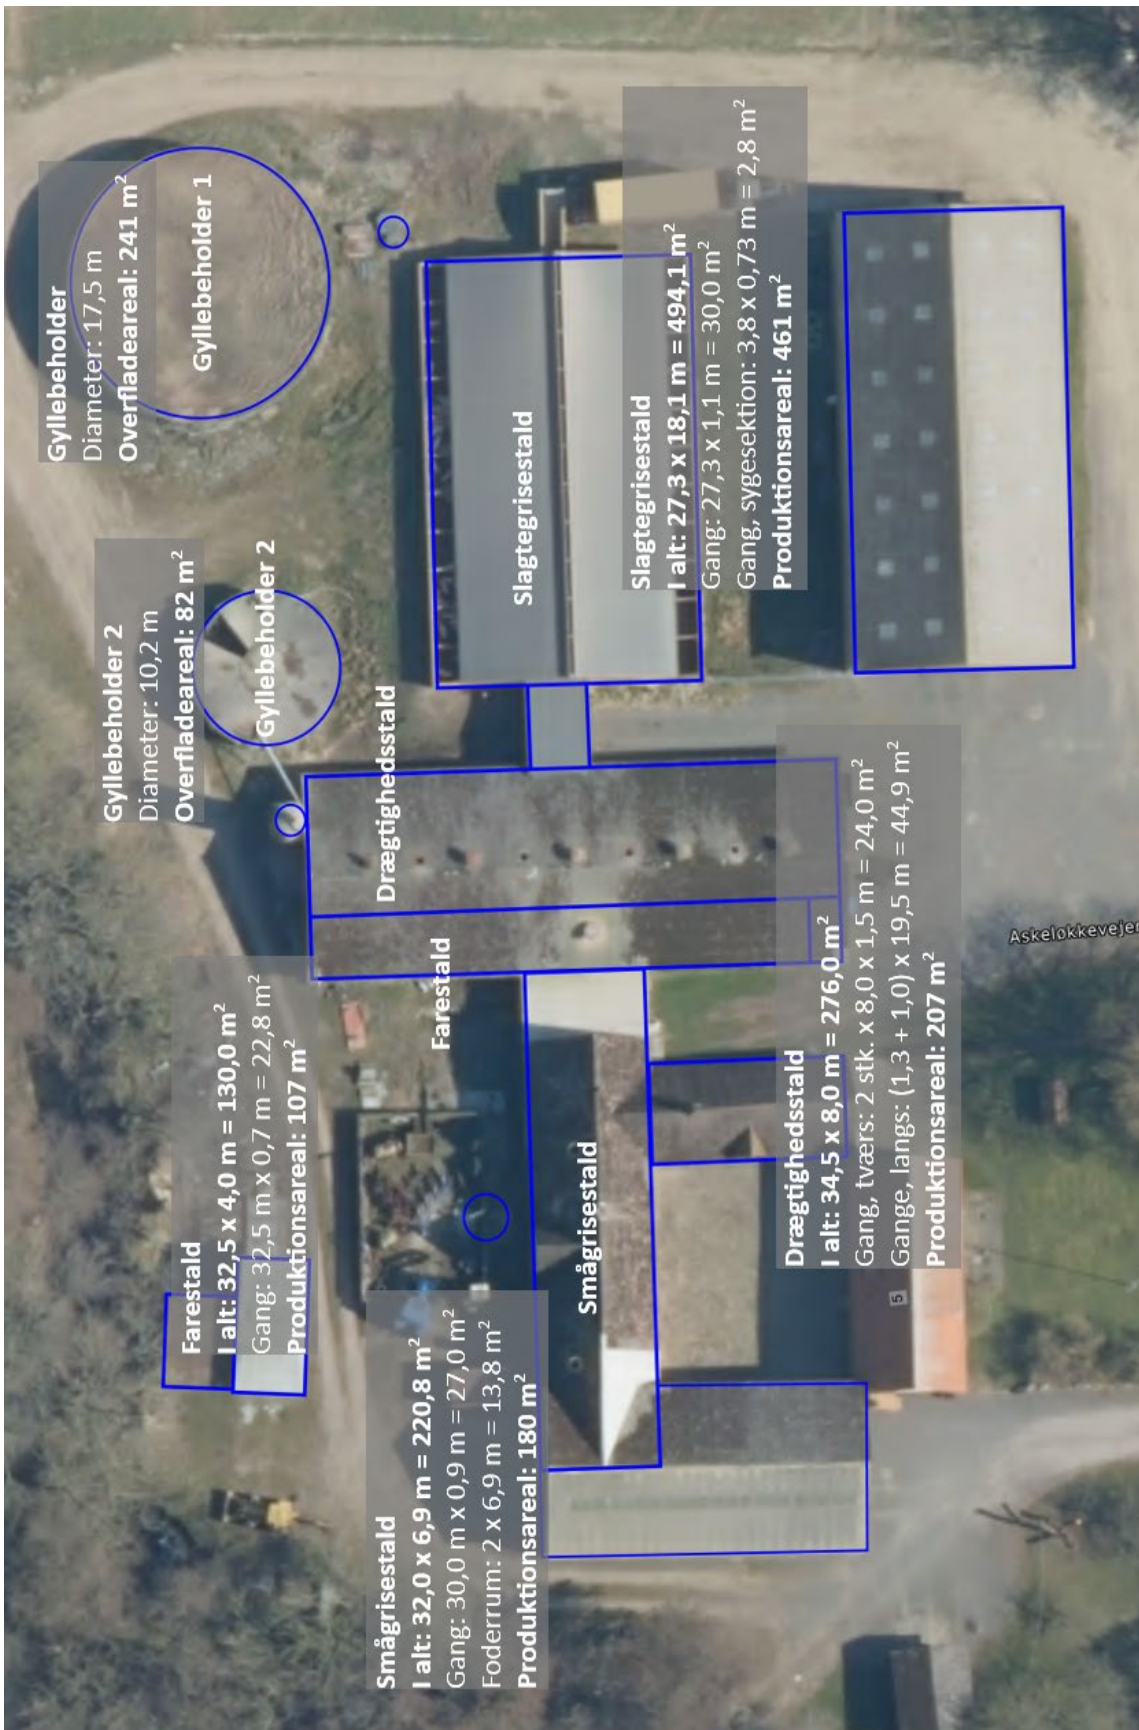 Gyllebeholder
Diameter: 17,5 m
Overfladeareal: 241 m²
Gyllebeholder 1
Gyllebeholder 2
Diameter: 10,2 m
Overfladeareal: 82 m²
Gyllebeholder 2
Farestald
I alt: 32,5 x 4,0 m = 130,0 m²
Gang: 32,5 m x 0,7 m = 22,8 m²
Produktionsareal: 107 m²
Smågrisestald
I alt: 32,0 x 6,9 m = 220,8 m²
Gang: 30,0 m x 0,9 m = 27,0 m²
Foderrum: 2 x 6,9 m = 13,8 m²
Produktionsareal: 180 m²
Drægtighedsstald
Farestald
Slagtegrisestald
Smågrisestald
Slagtegrisestald
I alt: 27,3 x 18,1 m = 494,1 m²
Gang: 27,3 x 1,1 m = 30,0 m²
Gang, sygesektion: 3,8 x 0,73 m = 2,8 m²
Produktionsareal: 461 m²
Drægtighedsstald
I alt: 34,5 x 8,0 m = 276,0 m²
Gang, tværs: 2 stk. x 8,0 x 1,5 m = 24,0 m²
Gange, langs: (1,3 + 1,0) x 19,5 m = 44,9 m²
Produktionsareal: 207 m²
5